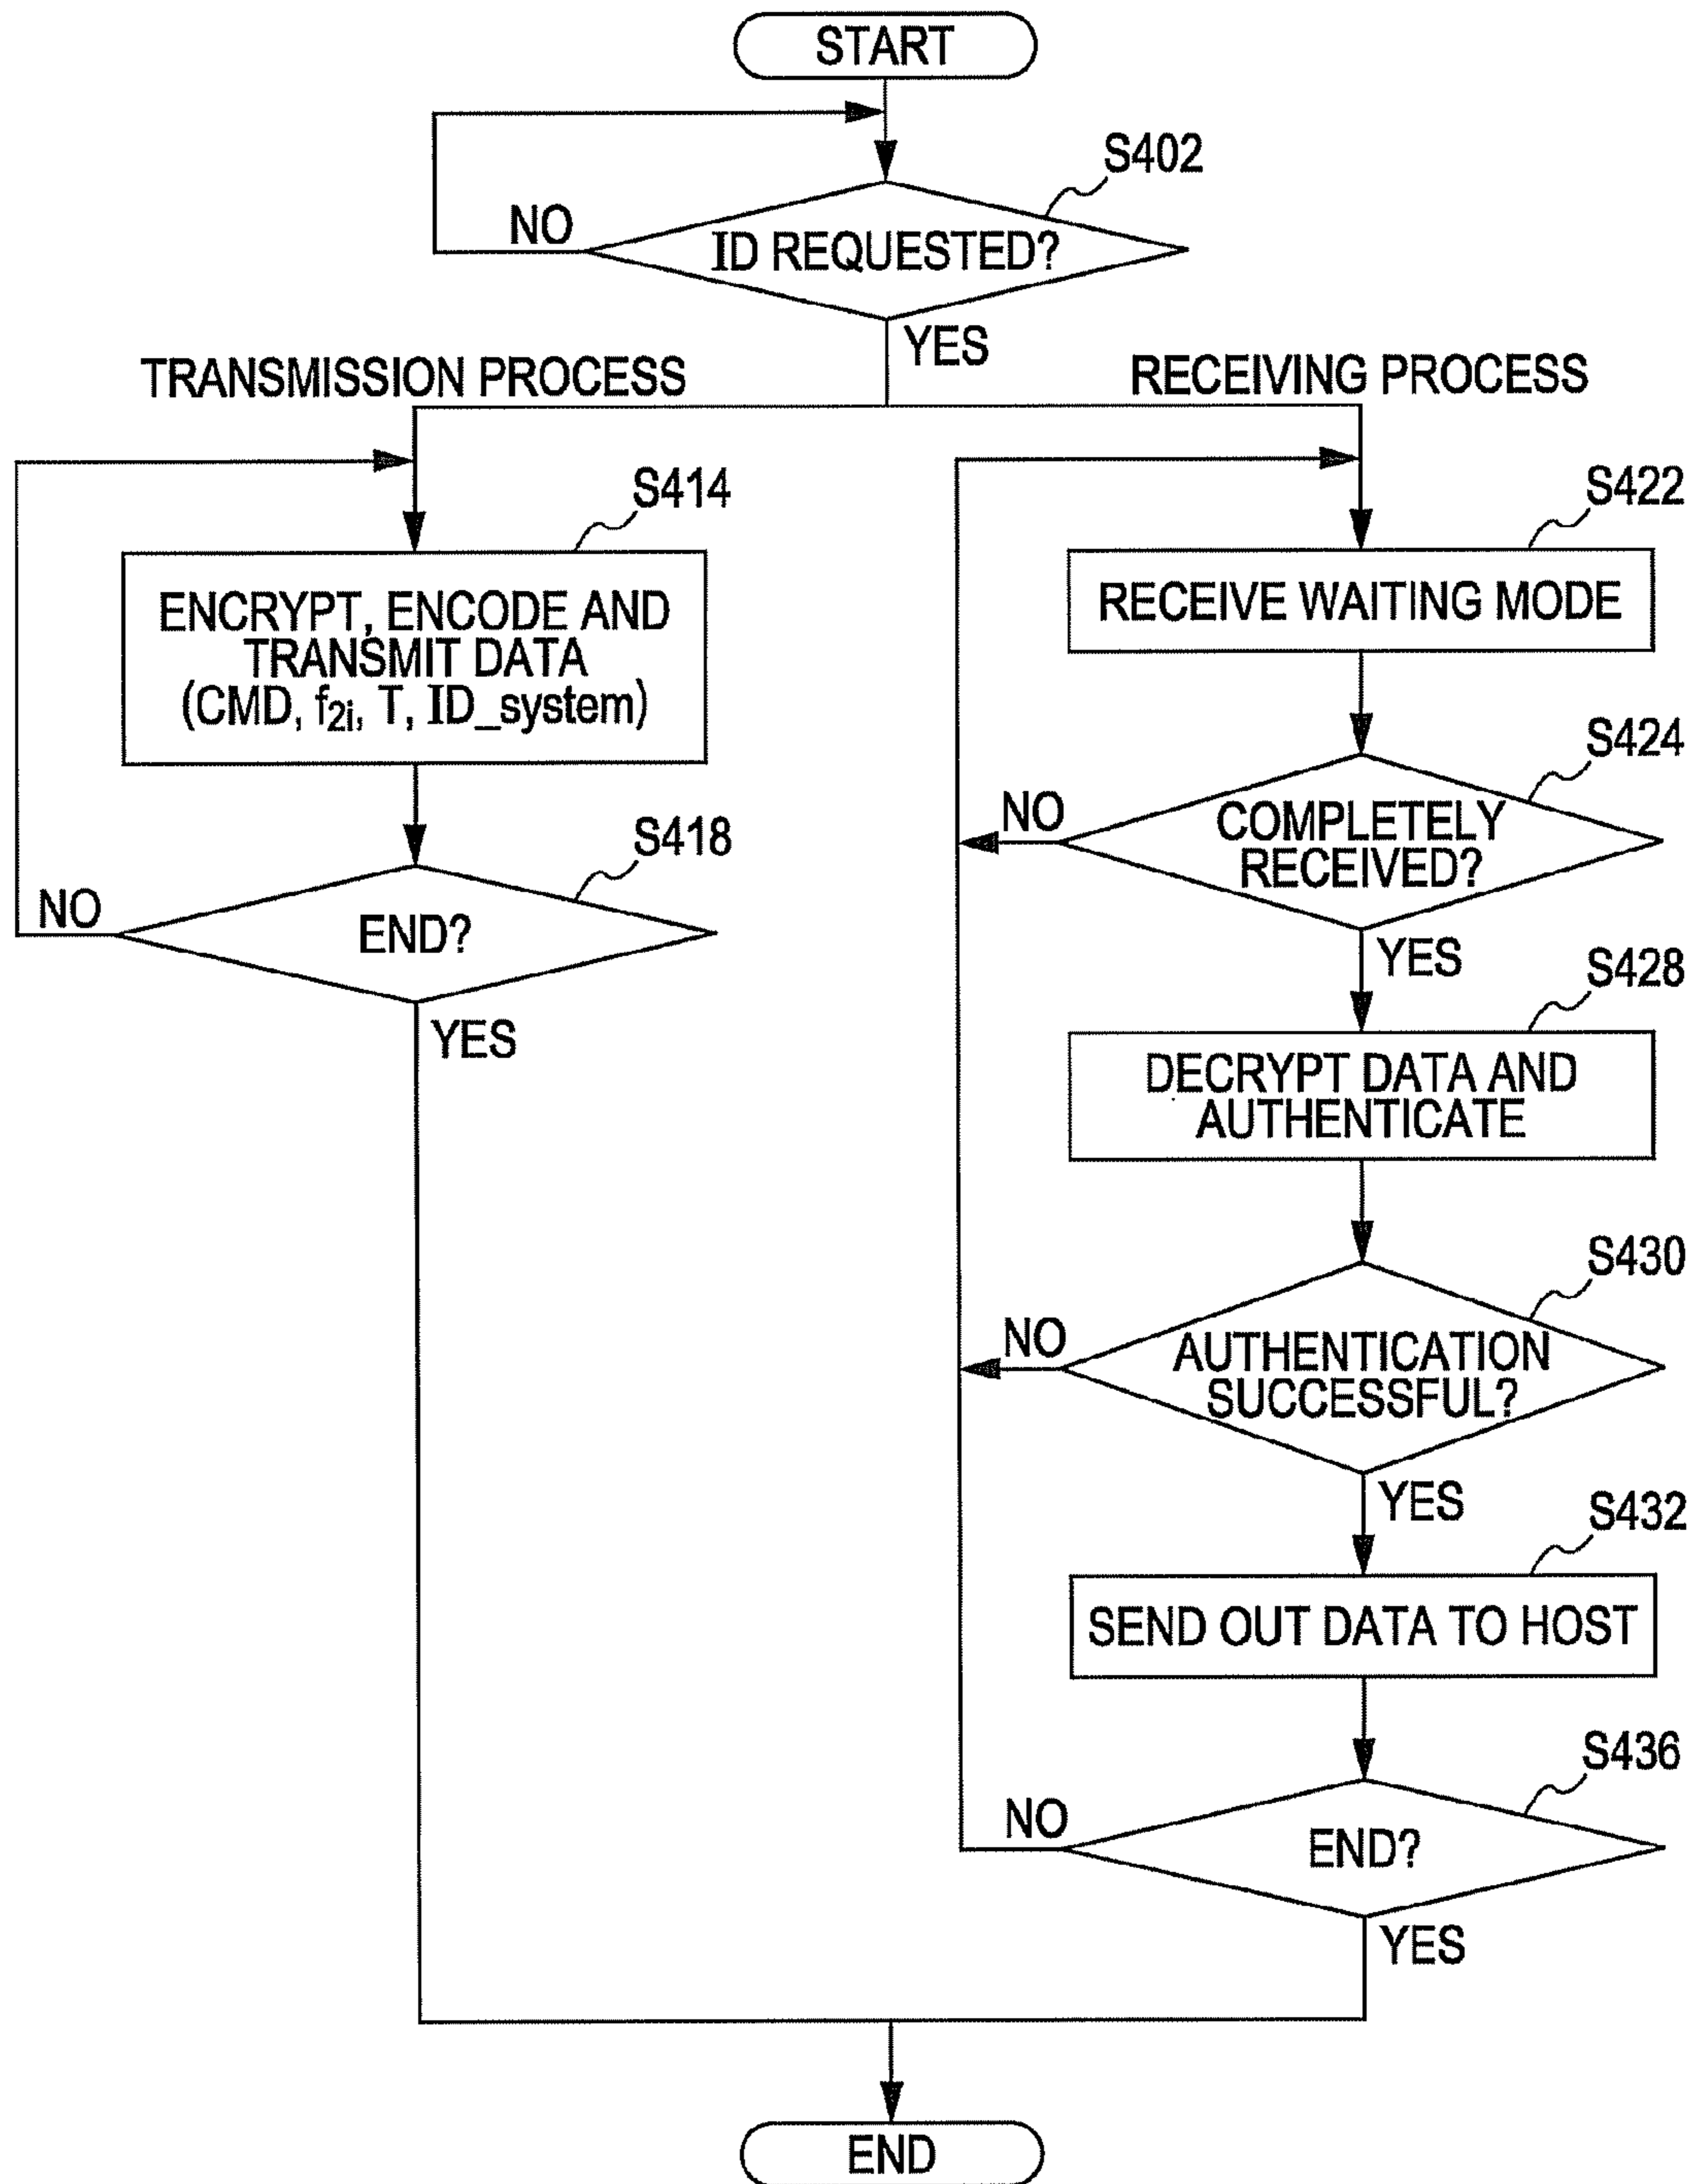 START
S402
NO
ID REQUESTED?
YES
TRANSMISSION PROCESS
RECEIVING PROCESS
S414
ENCRYPT, ENCODE AND
TRANSMIT DATA
(CMD, f2i, T, ID_system)
S418
NO
END?
YES
S422
RECEIVE WAITING MODE
S424
NO
COMPLETELY
RECEIVED?
YES
S428
DECRYPT DATA AND
AUTHENTICATE
S430
NO
AUTHENTICATION
SUCCESSFUL?
YES
S432
SEND OUT DATA TO HOST
S436
NO
END?
YES
END